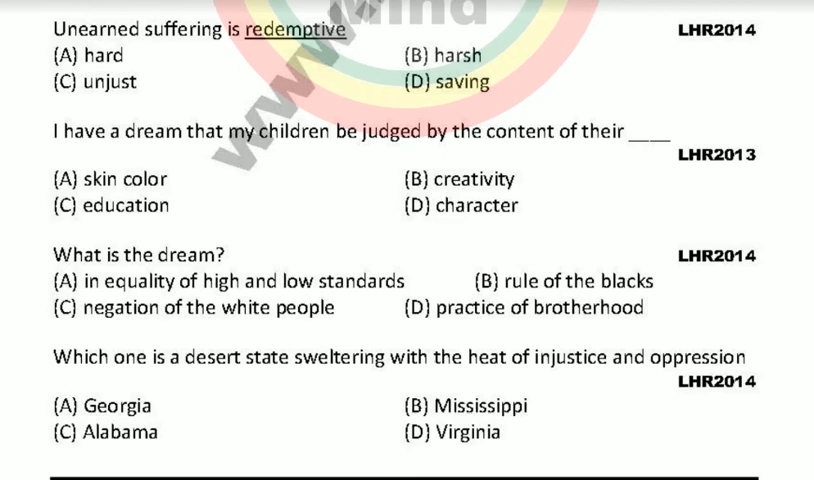 Mind
Unearned suffering is redemptive LHR2014
(A) hard (B) harsh
(C) unjust (D) saving
www.
I have a dream that my children be judged by the content of their ____
LHR2013
(A) skin color (B) creativity
(C) education (D) character
What is the dream? LHR2014
(A) in equality of high and low standards (B) rule of the blacks
(C) negation of the white people (D) practice of brotherhood
Which one is a desert state sweltering with the heat of injustice and oppression
LHR2014
(A) Georgia (B) Mississippi
(C) Alabama (D) Virginia